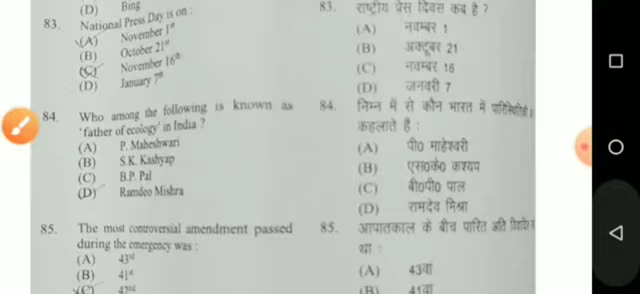 (D) Bing
83. National Press Day is on :
(A) November 1st
(B) October 21st
(C) November 16th
(D) January 7th
84. Who among the following is known as
'father of ecology' in India ?
(A) P. Maheshwari
(B) S.K. Kashyap
(C) B.P. Pal
(D) Ramdeo Mishra
85. The most controversial amendment passed
during the emergency was :
(A) 43rd
(B) 41st
(C) 42nd
83. राष्ट्रीय प्रेस दिवस कब है ?
(A) नवम्बर 1
(B) अक्टूबर 21
(C) नवम्बर 16
(D) जनवरी 7
84. निम्न में से कौन भारत में
कहलाते हैं :
(A) पी0 माहेश्वरी
(B) एस0के0 कश्यप
(C) बी0पी0 पाल
(D) रामदेव मिश्रा
85. आपातकाल के बीच पारित अति
था :
(A) 43वां
(B) 41वां